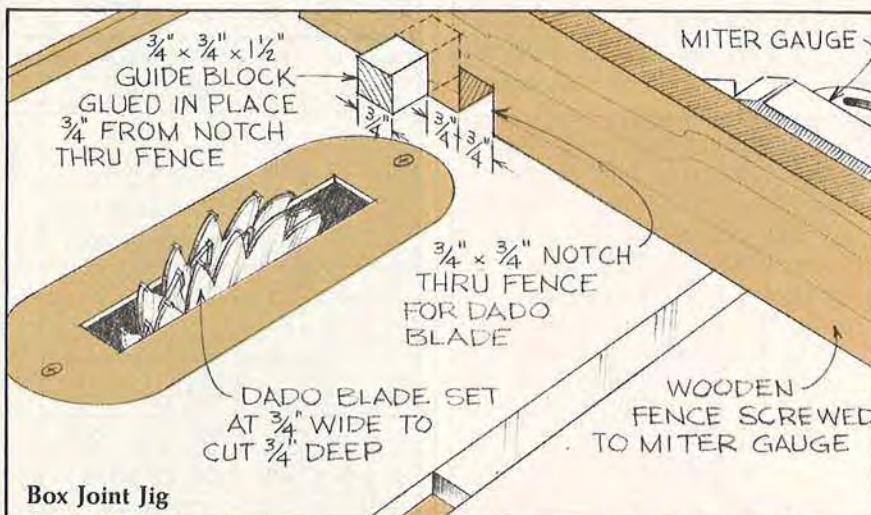 3/4" x 3/4" x 1 1/2"
GUIDE BLOCK
GLUED IN PLACE
3/4" FROM NOTCH
THRU FENCE
3/4"
3/4"
3/4"
MITER GAUGE
3/4" x 3/4" NOTCH
THRU FENCE
FOR DADO
BLADE
DADO BLADE SET
AT 3/4" WIDE TO
CUT 3/4" DEEP
WOODEN
FENCE SCREWED
TO MITER GAUGE
Box Joint Jig